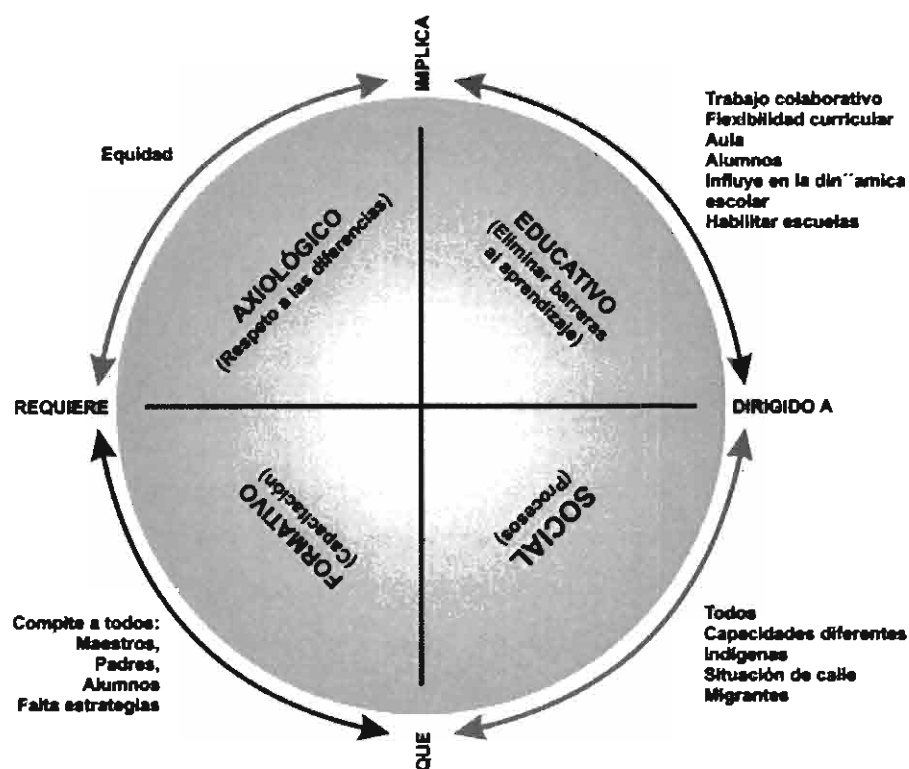 IMPLICA
Equidad
Trabajo colaborativo
Flexibilidad curricular
Aula
Alumnos
Influye en la din´´amica
escolar
Habilitar escuelas
AXIOLÓGICO
(Respeto a las diferencias)
EDUCATIVO
(Eliminar barreras
al aprendizaje)
REQUIERE
DIRIGIDO A
FORMATIVO
(Capacitación)
SOCIAL
(Procesos)
Compite a todos:
Maestros,
Padres,
Alumnos
Falta estrategias
Todos
Capacidades diferentes
Indígenas
Situación de calle
Migrantes
QUE